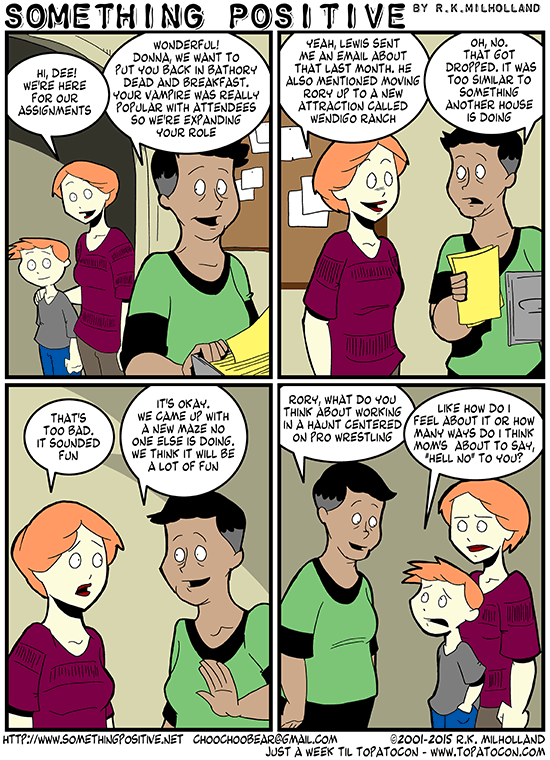 SOMETHING POSITIVE BY R.K.MILHOLLAND
HI, DEE!
WE'RE HERE
FOR OUR
ASSIGNMENTS
WONDERFUL!
DONNA, WE WANT TO
PUT YOU BACK IN BATHORY
DEAD AND BREAKFAST.
YOUR VAMPIRE WAS REALLY
POPULAR WITH ATTENDEES
SO WE'RE EXPANDING
YOUR ROLE
YEAH, LEWIS SENT
ME AN EMAIL ABOUT
THAT LAST MONTH. HE
ALSO MENTIONED MOVING
RORY UP TO A NEW
ATTRACTION CALLED
WENDIGO RANCH
OH, NO.
THAT GOT
DROPPED. IT WAS
TOO SIMILAR TO
SOMETHING
ANOTHER HOUSE
IS DOING
THAT'S
TOO BAD.
IT SOUNDED
FUN
IT'S OKAY.
WE CAME UP WITH
A NEW MAZE NO
ONE ELSE IS DOING.
WE THINK IT WILL BE
A LOT OF FUN
RORY, WHAT DO YOU
THINK ABOUT WORKING
IN A HAUNT CENTERED
ON PRO WRESTLING
LIKE HOW DO I
FEEL ABOUT IT OR HOW
MANY WAYS DO I THINK
MOM'S ABOUT TO SAY,
"HELL NO" TO YOU?
HTTP://WWW.SOMETHINGPOSITIVE.NET CHOOCHOOBEAR@GMAIL.COM ©2001-2015 R.K. MILHOLLAND
JUST A WEEK TIL TOPATOCON - WWW.TOPATOCON.COM